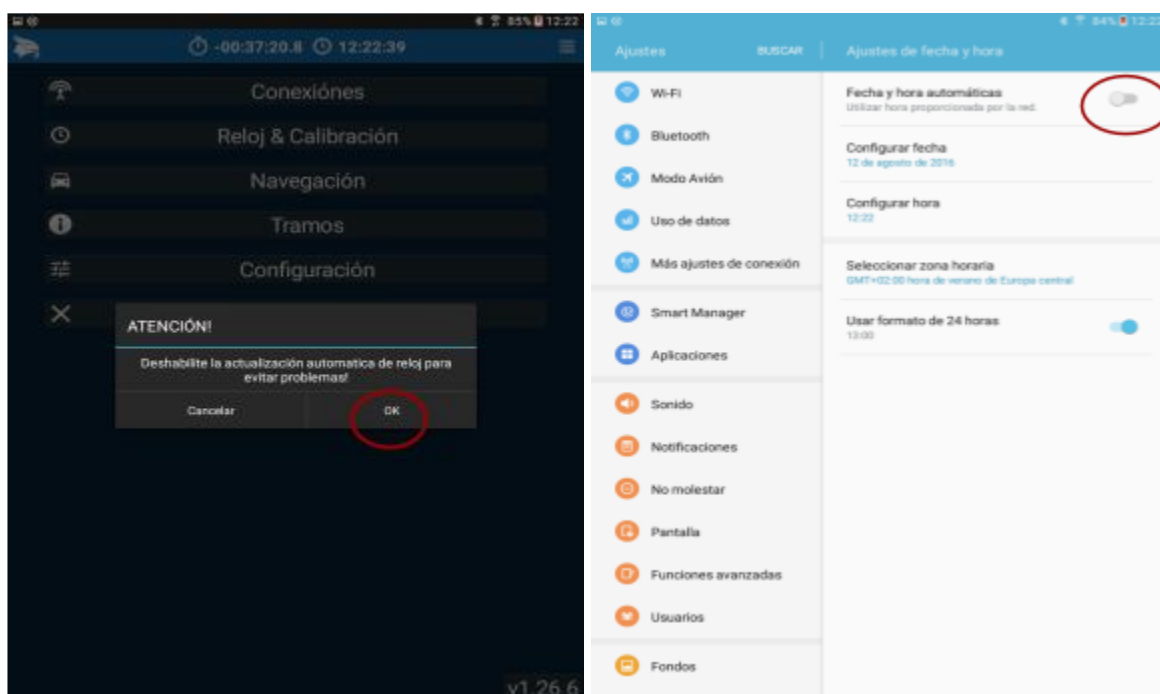 85% 12:22
-00:37:20.8 12:22:39
Conexiónes
Reloj & Calibración
Navegación
Tramos
Configuración
ATENCIÓN!
Deshabilite la actualización automatica de reloj para
evitar problemas!
Cancelar OK
v1.26.6
84% 12:22
Ajustes BUSCAR
Wi-Fi
Bluetooth
Modo Avión
Uso de datos
Más ajustes de conexión
Smart Manager
Aplicaciones
Sonido
Notificaciones
No molestar
Pantalla
Funciones avanzadas
Usuarios
Fondos
Ajustes de fecha y hora
Fecha y hora automáticas
Utilizar hora proporcionada por la red.
Configurar fecha
12 de agosto de 2016
Configurar hora
12:22
Seleccionar zona horaria
GMT+02:00 hora de verano de Europa central
Usar formato de 24 horas
13:00